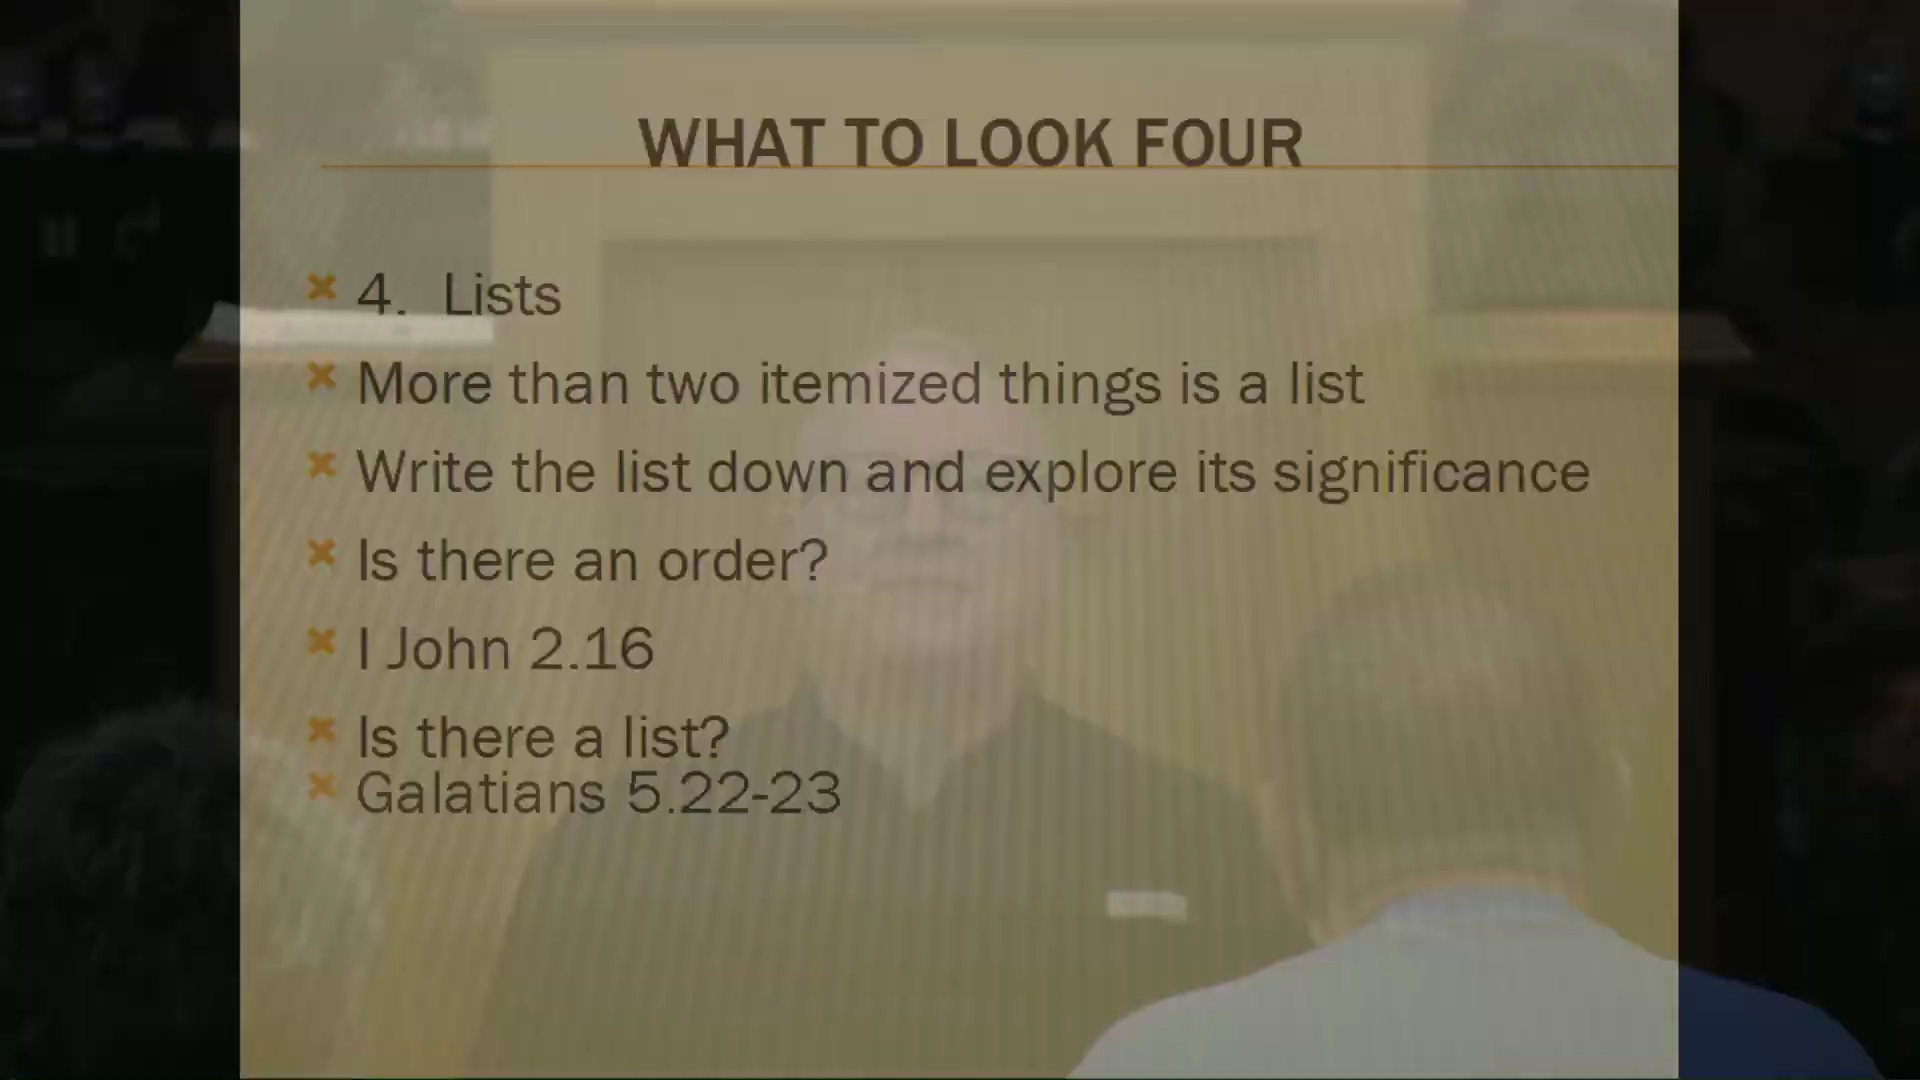 WHAT TO LOOK FOUR
4. Lists
More than two itemized things is a list
Write the list down and explore its significance
Is there an order?
I John 2.16
Is there a list?
Galatians 5.22-23